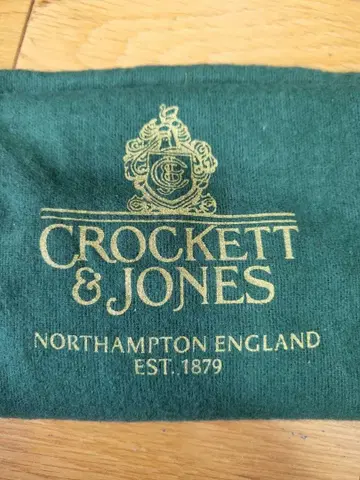 CROCKETT
& JONES
NORTHAMPTON ENGLAND
EST. 1879